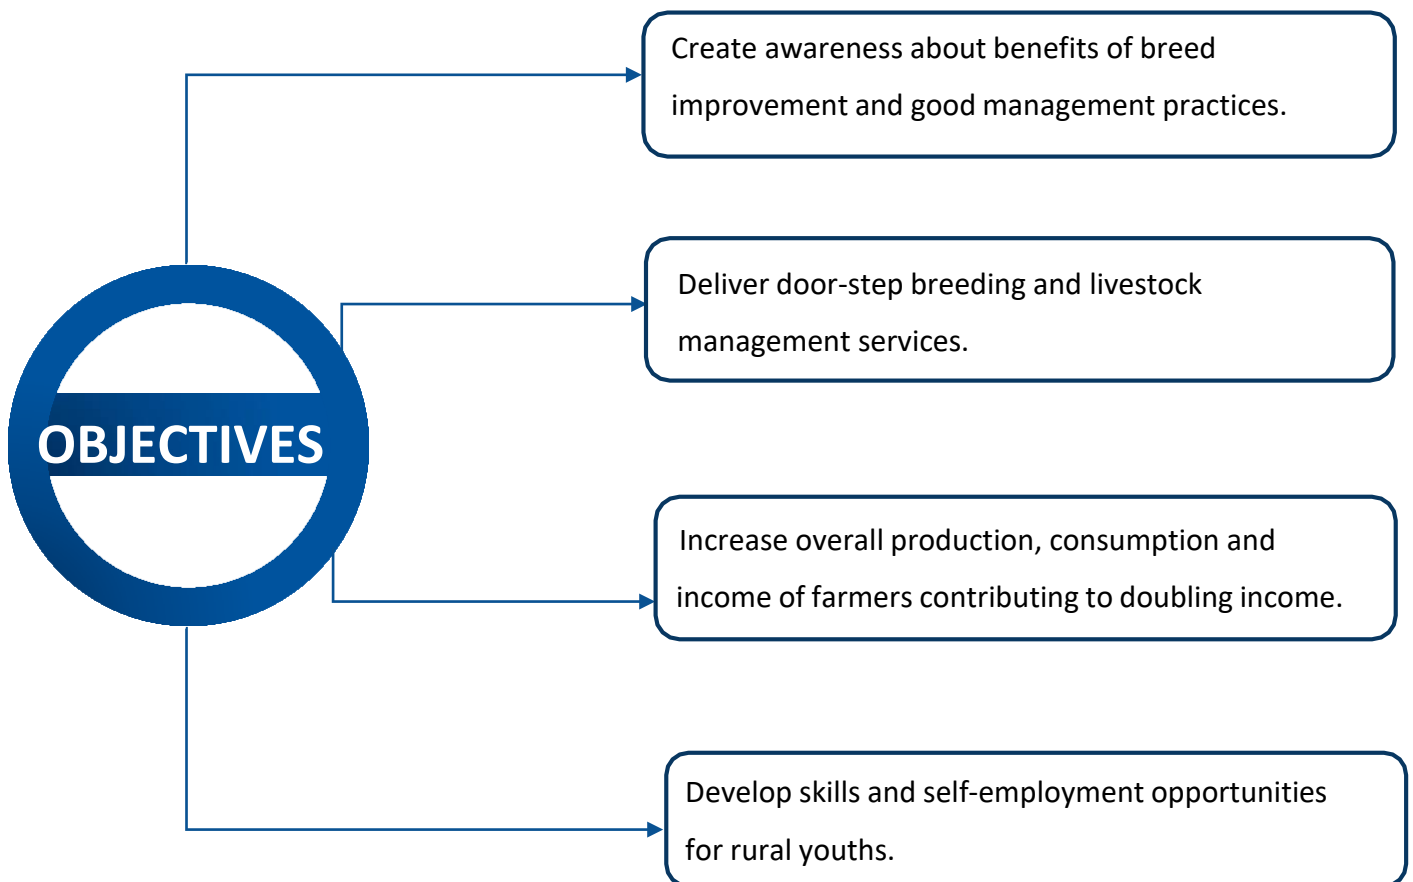 Create awareness about benefits of breed
improvement and good management practices.
Deliver door-step breeding and livestock
management services.
OBJECTIVES
Increase overall production, consumption and
income of farmers contributing to doubling income.
Develop skills and self-employment opportunities
for rural youths.